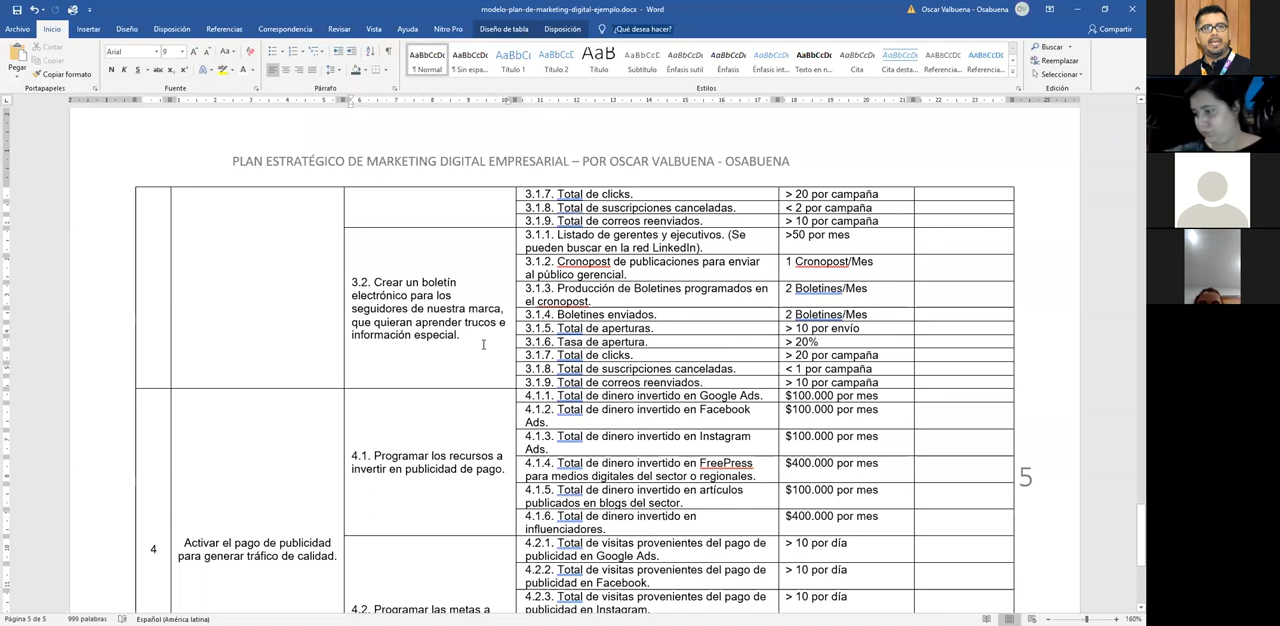 modelo-plan-de-marketing-digital-ejemplo.docx - Word
Oscar Valbuena - Osabuena OV
Archivo Inicio Insertar Diseño Disposición Referencias Correspondencia Revisar Vista Ayuda Nitro Pro Diseño de tabla Disposición ¿Qué desea hacer? Compartir
Pegar
Cortar
Copiar
Copiar formato
Portapapeles
Arial 9
N K S
Fuente
Párrafo
AaBbCcDc AaBbCcDc AaBbC AaBbCcC AaB AaBbCcC AaBbCcDc AaBbCcDc AaBbCcDc AaBbCcDc AaBbCcDc AaBbCcDc AaBbCcDc AaBbCcDc
¶ Normal ¶ Sin espa... Título 1 Título 2 Título Subtítulo Énfasis sutil Énfasis Énfasis int... Texto en n... Cita Cita desta... Referencia... Referencia...
Estilos
Buscar
Reemplazar
Seleccionar
Edición
PLAN ESTRATÉGICO DE MARKETING DIGITAL EMPRESARIAL – POR OSCAR VALBUENA - OSABUENA
3.1.7. Total de clicks. > 20 por campaña
3.1.8. Total de suscripciones canceladas. < 2 por campaña
3.1.9. Total de correos reenviados. > 10 por campaña
3.2. Crear un boletín
electrónico para los
seguidores de nuestra marca,
que quieran aprender trucos e
información especial.
3.1.1. Listado de gerentes y ejecutivos. (Se
pueden buscar en la red LinkedIn).
>50 por mes
3.1.2. Cronopost de publicaciones para enviar
al público gerencial.
1 Cronopost/Mes
3.1.3. Producción de Boletines programados en
el cronopost.
2 Boletines/Mes
3.1.4. Boletines enviados. 2 Boletines/Mes
3.1.5. Total de aperturas. > 10 por envío
3.1.6. Tasa de apertura. > 20%
3.1.7. Total de clicks. > 20 por campaña
3.1.8. Total de suscripciones canceladas. < 1 por campaña
3.1.9. Total de correos reenviados. > 10 por campaña
4
Activar el pago de publicidad
para generar tráfico de calidad.
4.1. Programar los recursos a
invertir en publicidad de pago.
4.1.1. Total de dinero invertido en Google Ads. $100.000 por mes
4.1.2. Total de dinero invertido en Facebook
Ads.
$100.000 por mes
4.1.3. Total de dinero invertido en Instagram
Ads.
$100.000 por mes
4.1.4. Total de dinero invertido en FreePress
para medios digitales del sector o regionales.
$400.000 por mes
4.1.5. Total de dinero invertido en artículos
publicados en blogs del sector.
$100.000 por mes
4.1.6. Total de dinero invertido en
influenciadores.
$400.000 por mes
4.2. Programar las metas a
4.2.1. Total de visitas provenientes del pago de
publicidad en Google Ads.
> 10 por día
4.2.2. Total de visitas provenientes del pago de
publicidad en Facebook.
> 10 por día
4.2.3. Total de visitas provenientes del pago de
publicidad en Instagram.
> 10 por día
5
Página 5 de 5 999 palabras Español (América latina) 160%